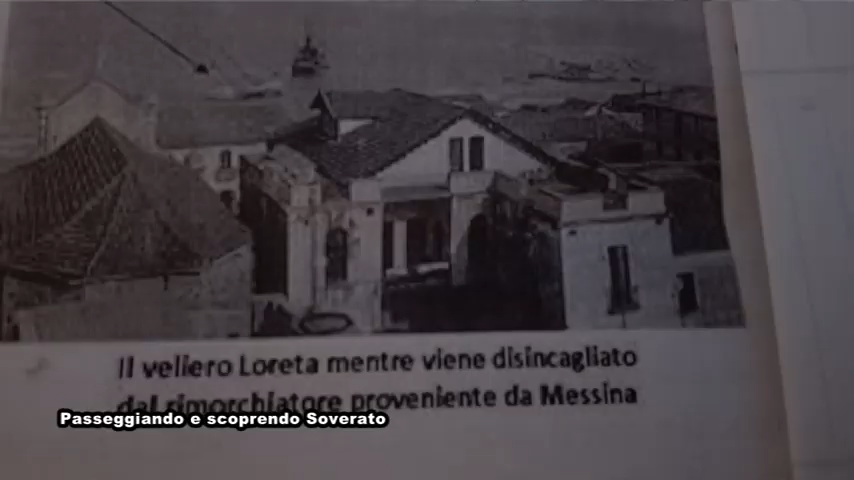 Il veliero Loreta mentre viene disincagliato
dal rimorchiatore proveniente da Messina
Passeggiando e scoprendo Soverato